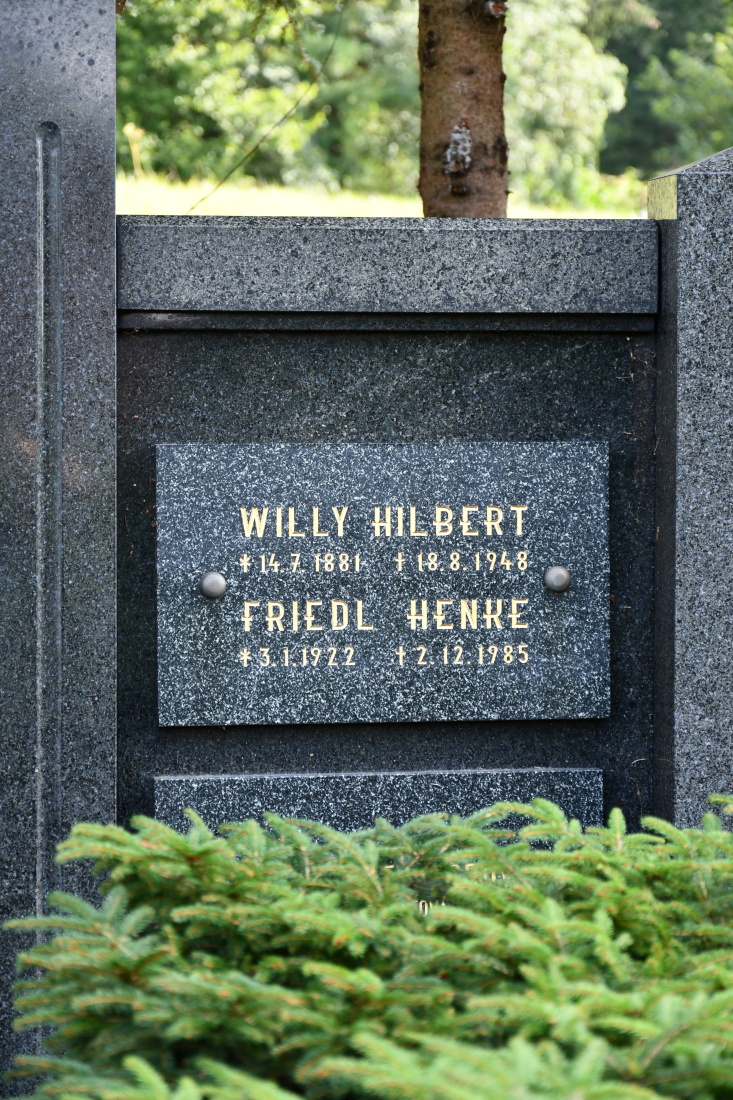 WILLY HILBERT
*14.7.1881 †18.8.1948
FRIEDL HENKE
*3.1.1922 †2.12.1985